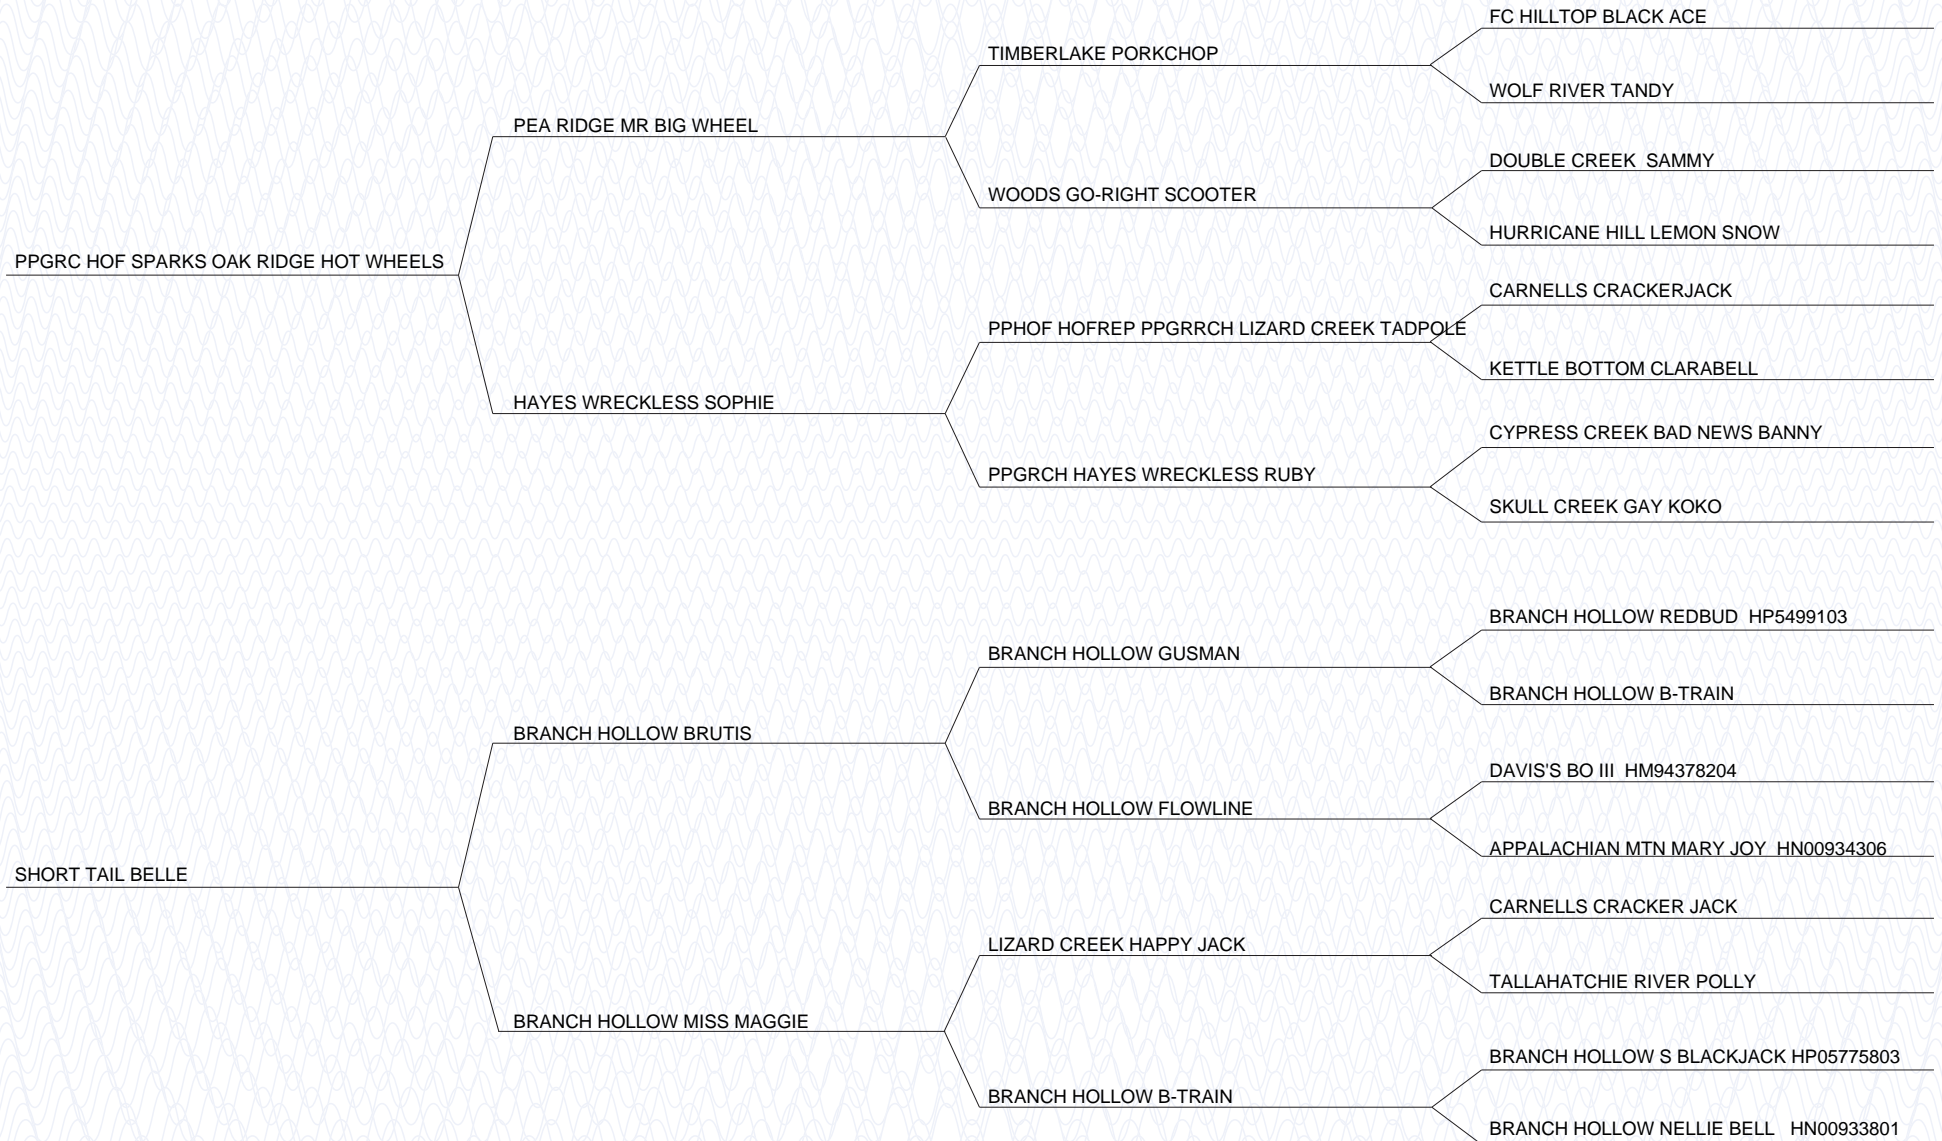 FC HILLTOP BLACK ACE
TIMBERLAKE PORKCHOP
WOLF RIVER TANDY
PEA RIDGE MR BIG WHEEL
DOUBLE CREEK  SAMMY
WOODS GO-RIGHT SCOOTER
HURRICANE HILL LEMON SNOW
PPGRC HOF SPARKS OAK RIDGE HOT WHEELS
CARNELLS CRACKERJACK
PPHOF HOFREP PPGRRCH LIZARD CREEK TADPOLE
KETTLE BOTTOM CLARABELL
HAYES WRECKLESS SOPHIE
CYPRESS CREEK BAD NEWS BANNY
PPGRCH HAYES WRECKLESS RUBY
SKULL CREEK GAY KOKO
BRANCH HOLLOW REDBUD  HP5499103
BRANCH HOLLOW GUSMAN
BRANCH HOLLOW B-TRAIN
BRANCH HOLLOW BRUTIS
DAVIS'S BO III  HM94378204
BRANCH HOLLOW FLOWLINE
APPALACHIAN MTN MARY JOY  HN00934306
SHORT TAIL BELLE
CARNELLS CRACKER JACK
LIZARD CREEK HAPPY JACK
TALLAHATCHIE RIVER POLLY
BRANCH HOLLOW MISS MAGGIE
BRANCH HOLLOW S BLACKJACK HP05775803
BRANCH HOLLOW B-TRAIN
BRANCH HOLLOW NELLIE BELL   HN00933801